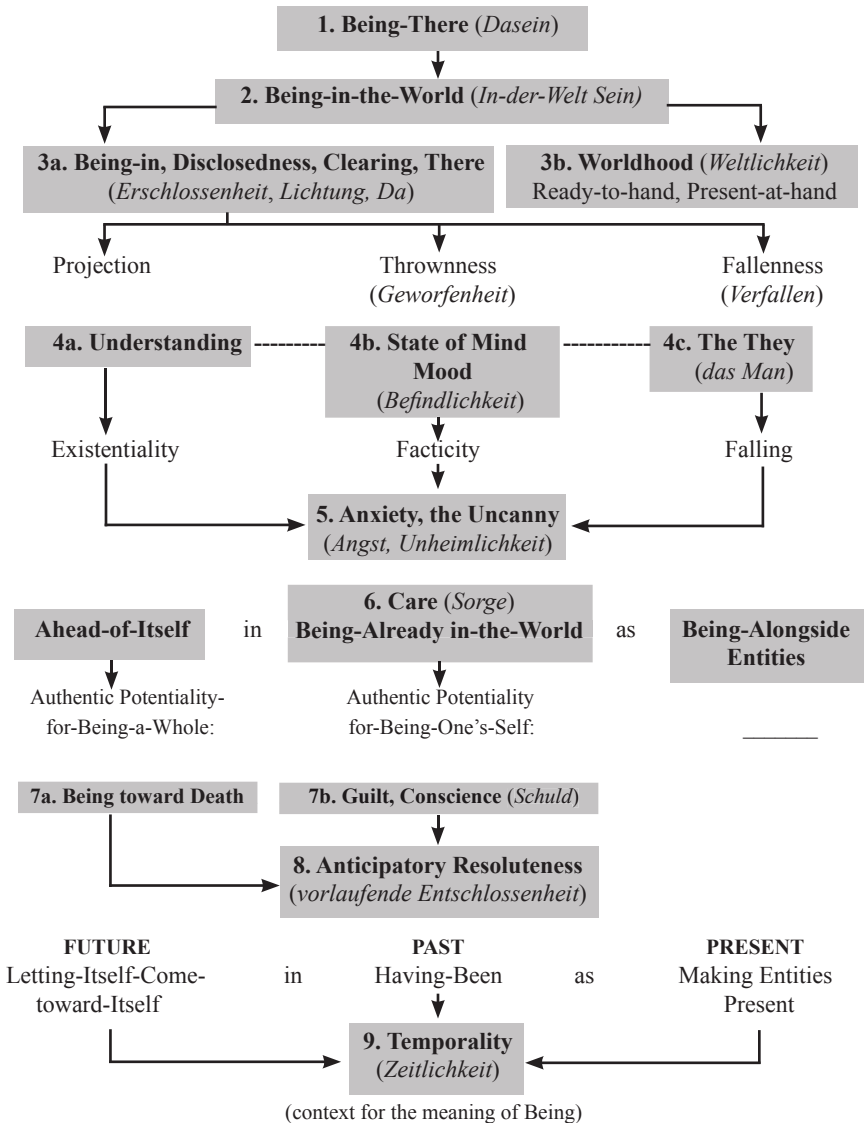 1. Being-There (Dasein)
2. Being-in-the-World (In-der-Welt Sein)
3a. Being-in, Disclosedness, Clearing, There
(Erschlossenheit, Lichtung, Da)
3b. Worldhood (Weltlichkeit)
Ready-to-hand, Present-at-hand
Projection
Thrownness
(Geworfenheit)
Fallenness
(Verfallen)
4a. Understanding
4b. State of Mind
Mood
(Befindlichkeit)
4c. The They
(das Man)
Existentiality
Facticity
Falling
5. Anxiety, the Uncanny
(Angst, Unheimlichkeit)
Ahead-of-Itself
in
6. Care (Sorge)
Being-Already in-the-World
as
Being-Alongside
Entities
Authentic Potentiality-
for-Being-a-Whole:
Authentic Potentiality
for-Being-One's-Self:
_______
7a. Being toward Death
7b. Guilt, Conscience (Schuld)
8. Anticipatory Resoluteness
(vorlaufende Entschlossenheit)
FUTURE
Letting-Itself-Come-
toward-Itself
in
PAST
Having-Been
as
PRESENT
Making Entities
Present
9. Temporality
(Zeitlichkeit)
(context for the meaning of Being)